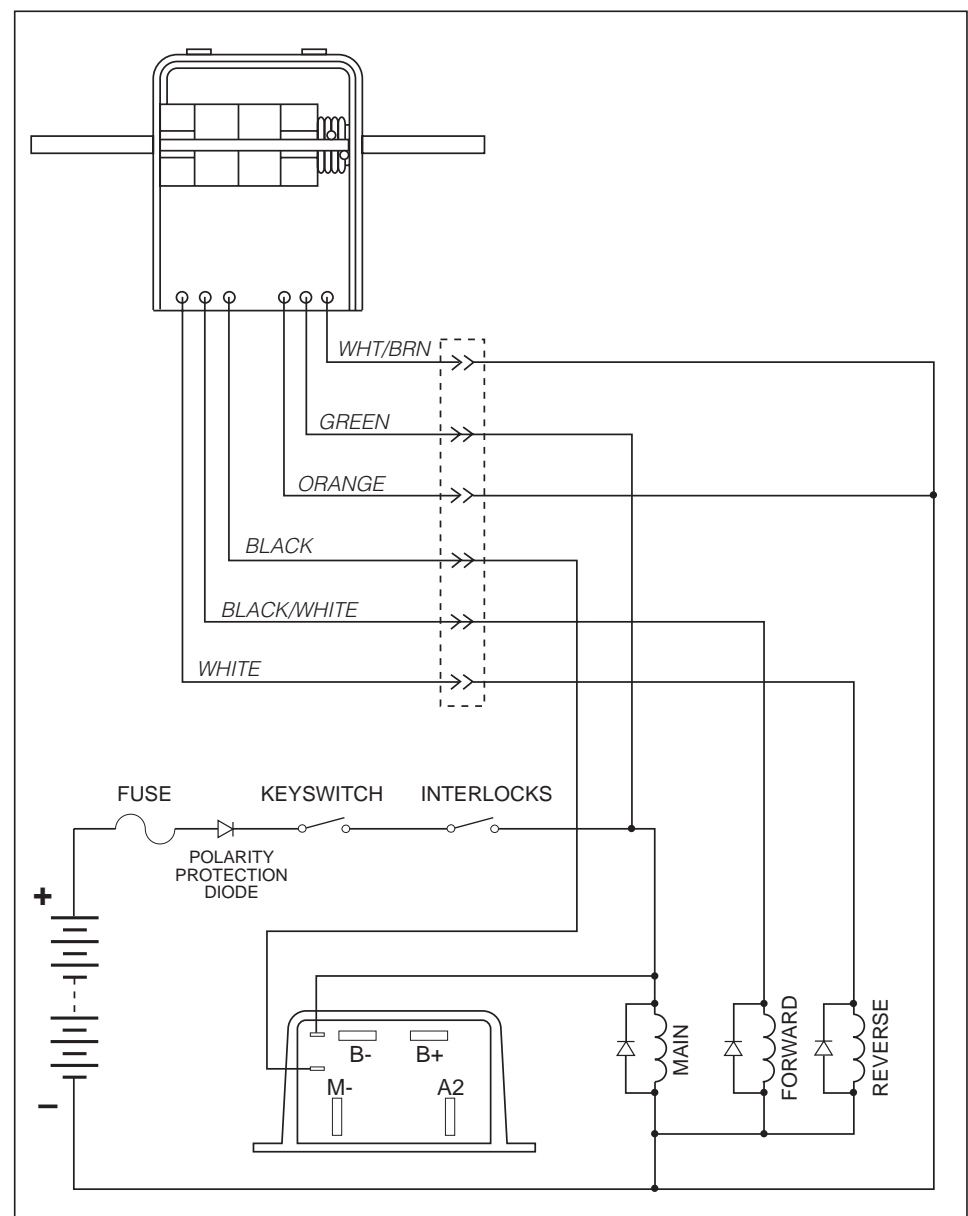 WHT/BRN
GREEN
ORANGE
BLACK
BLACK/WHITE
WHITE
FUSE
KEYSWITCH
INTERLOCKS
POLARITY
PROTECTION
DIODE
+
–
B-
B+
M-
A2
MAIN
FORWARD
REVERSE